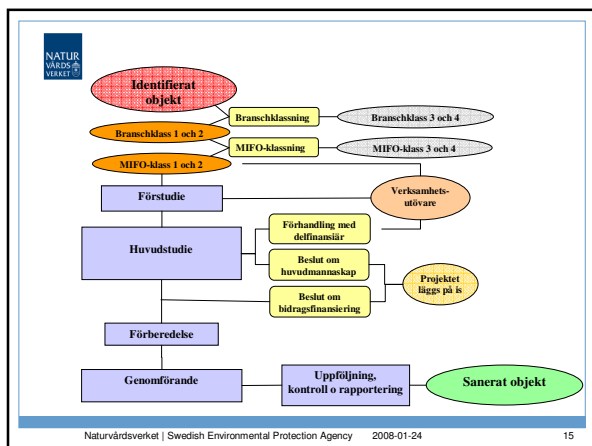 NATUR
VÅRDS
VERKET
Identifierat
objekt
Branschklassning
Branschklass 3 och 4
Branschklass 1 och 2
MIFO-klassning
MIFO-klass 3 och 4
MIFO-klass 1 och 2
Förstudie
Verksamhets-
utövare
Förhandling med
delfinansiär
Huvudstudie
Beslut om
huvudmannaskap
Projektet
läggs på is
Beslut om
bidragsfinansiering
Förberedelse
Genomförande
Uppföljning,
kontroll o rapportering
Sanerat objekt
Naturvårdsverket | Swedish Environmental Protection Agency 2008-01-24 15